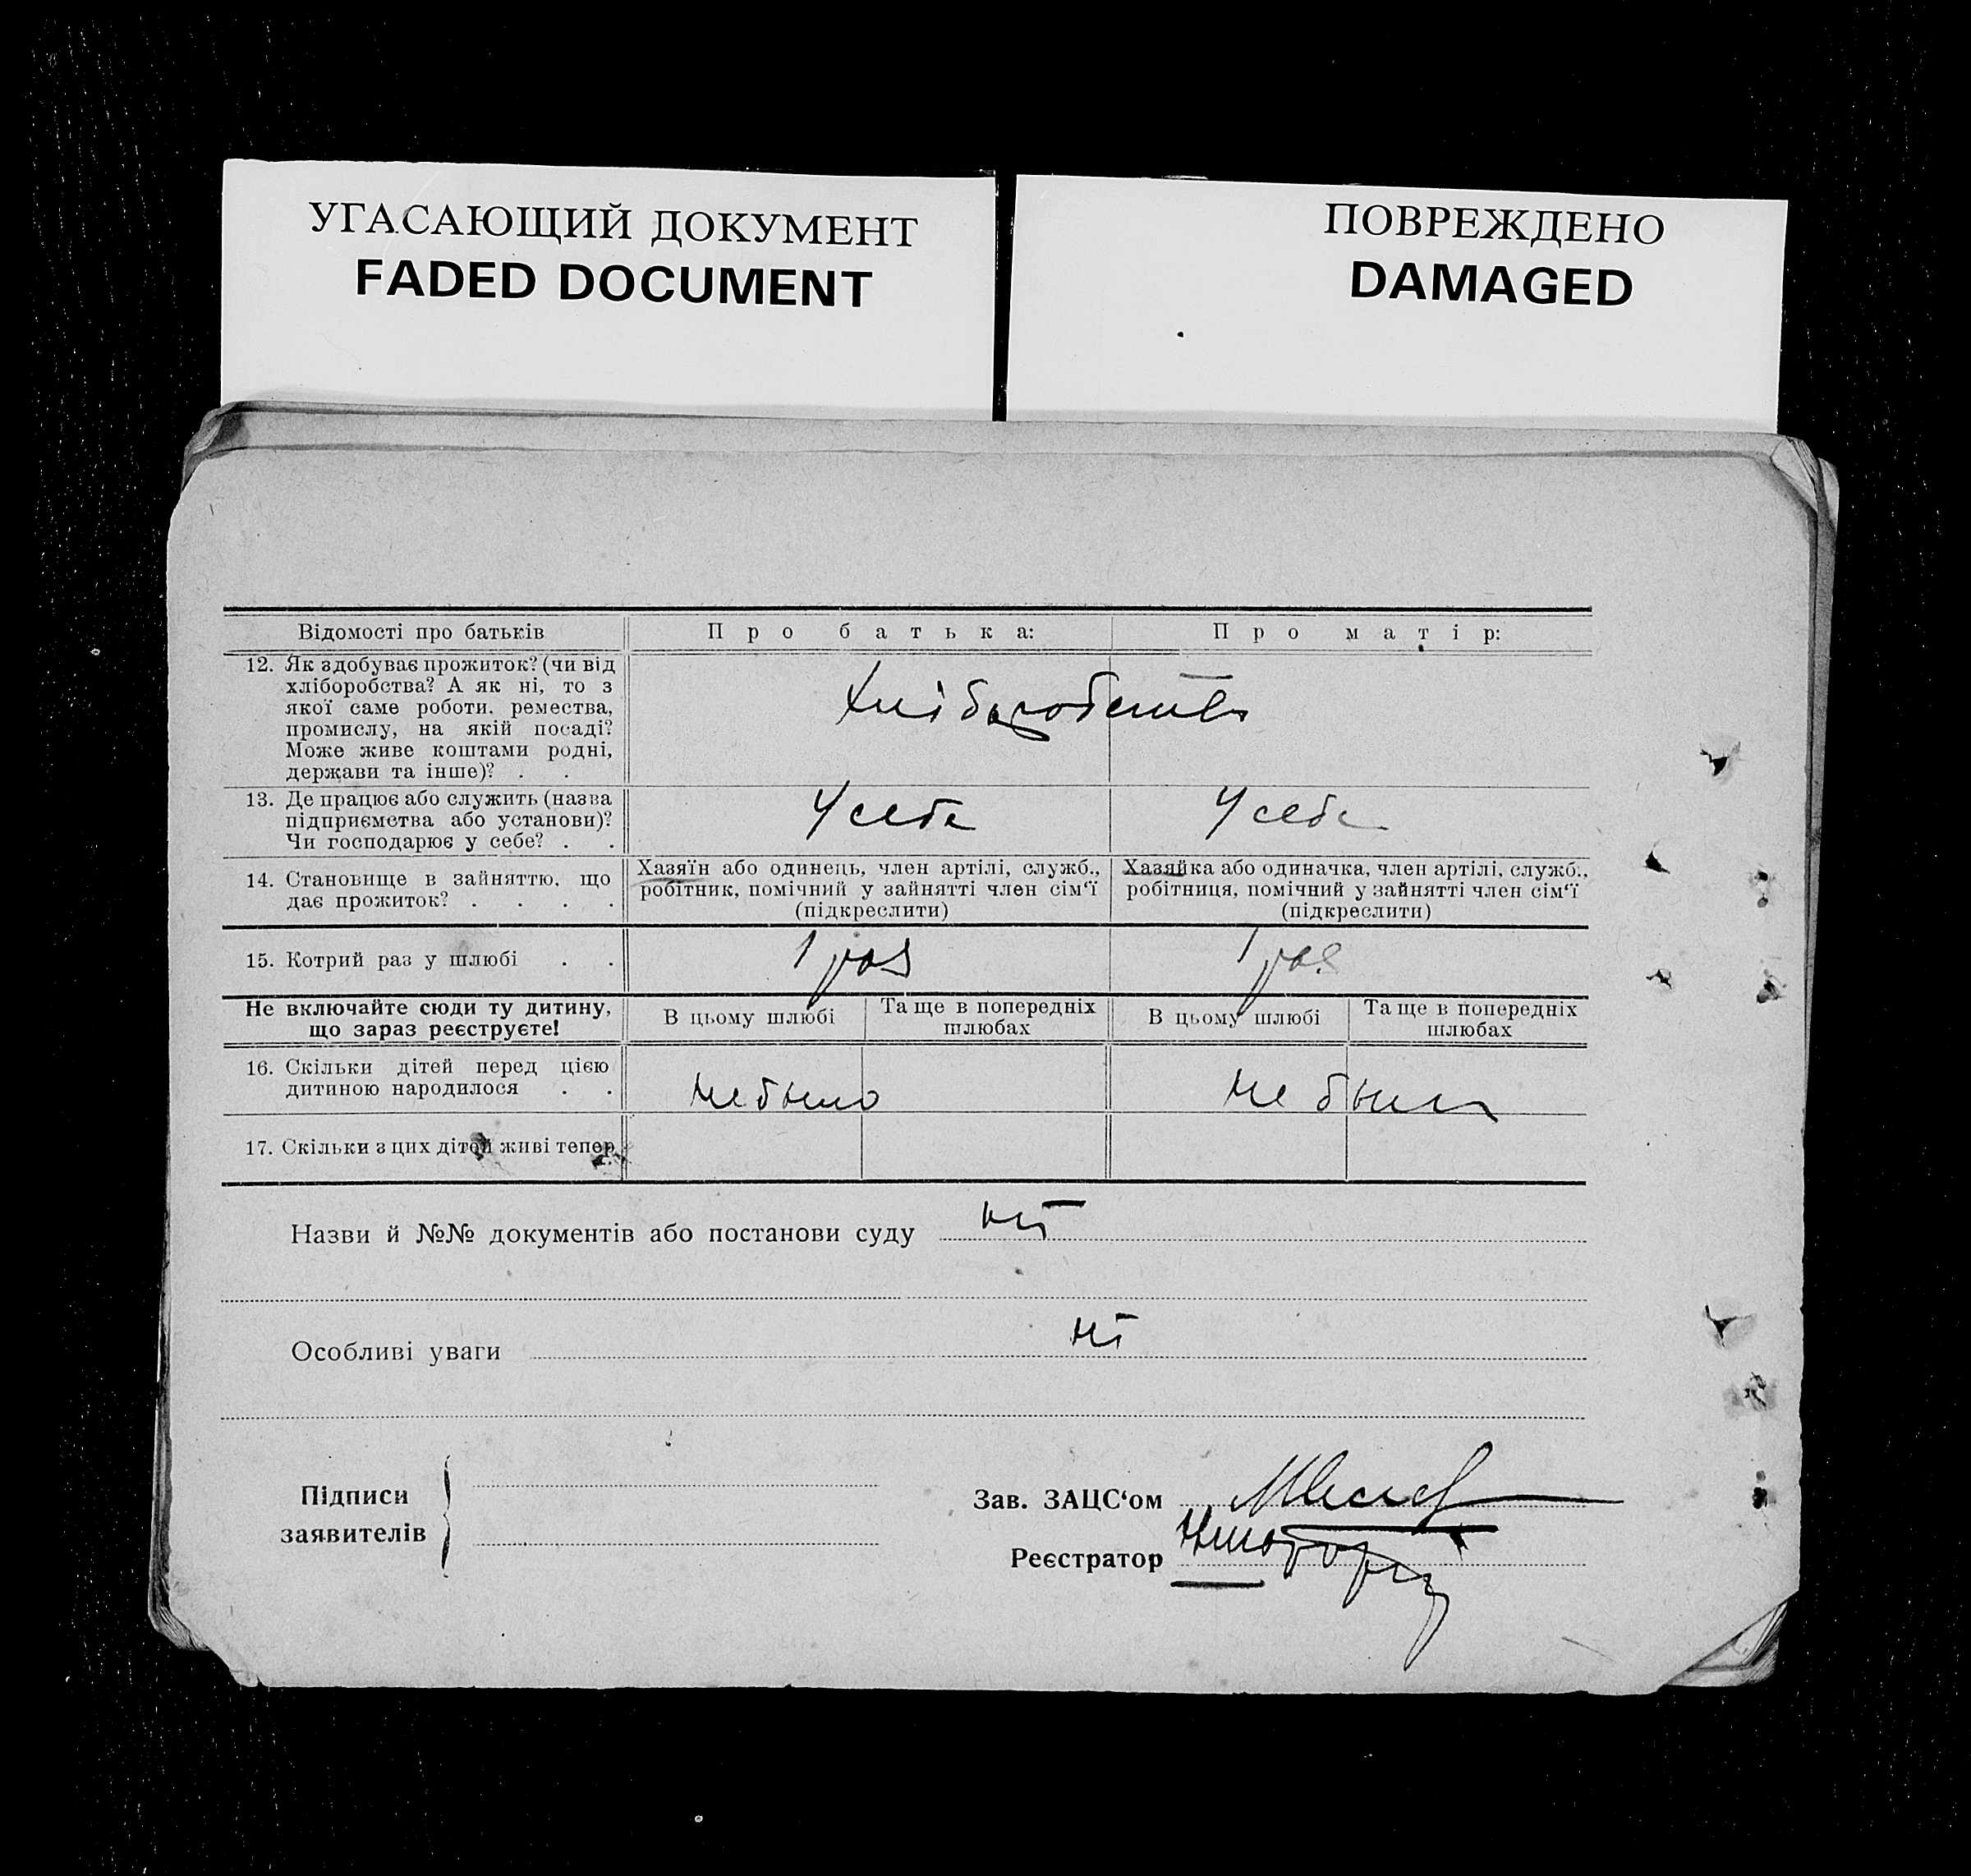 УГАСАЮЩИЙ ДОКУМЕНТ
FADED DOCUMENT
ПОВРЕЖДЕНО
DAMAGED
Відомості про батьків
Про батька:
Про матір:
12. Як здобуває прожиток? (чи від
хліборобства? А як ні, то з
якої саме роботи. ремества,
промислу, на якій посаді?
Може живе коштами родні,
держави та інше)? . .
Хліборобство
13. Де працює або служить (назва
підприємства або установи)?
Чи господарює у себе? . .
У себе
У себе
14. Становище в зайняттю, що
дає прожиток? . . . .
Хазяїн або одинець, член артілі, служб.,
робітник, помічний у зайнятті член сім‘ї
(підкреслити)
Хазяйка або одиначка, член артілі, служб.,
робітниця, помічний у зайнятті член сім‘ї
(підкреслити)
15. Котрий раз у шлюбі . .
1 раз
1 раз
Не включайте сюди ту дитину,
що зараз реєструєте!
В цьому шлюбі
Та ще в попередніх
шлюбах
В цьому шлюбі
Та ще в попередніх
шлюбах
16. Скільки дітей перед цією
дитиною народилося . .
не было
не было
17. Скільки з цих дітей живі тепер
Назви й №№ документів або постанови суду ні
Особливі уваги ні
Підписи
заявителів
Зав. ЗАЦС‘ом
Реєстратор